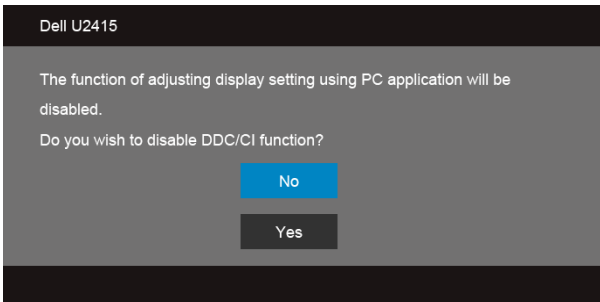 Dell U2415
The function of adjusting display setting using PC application will be
disabled.
Do you wish to disable DDC/CI function?
No
Yes